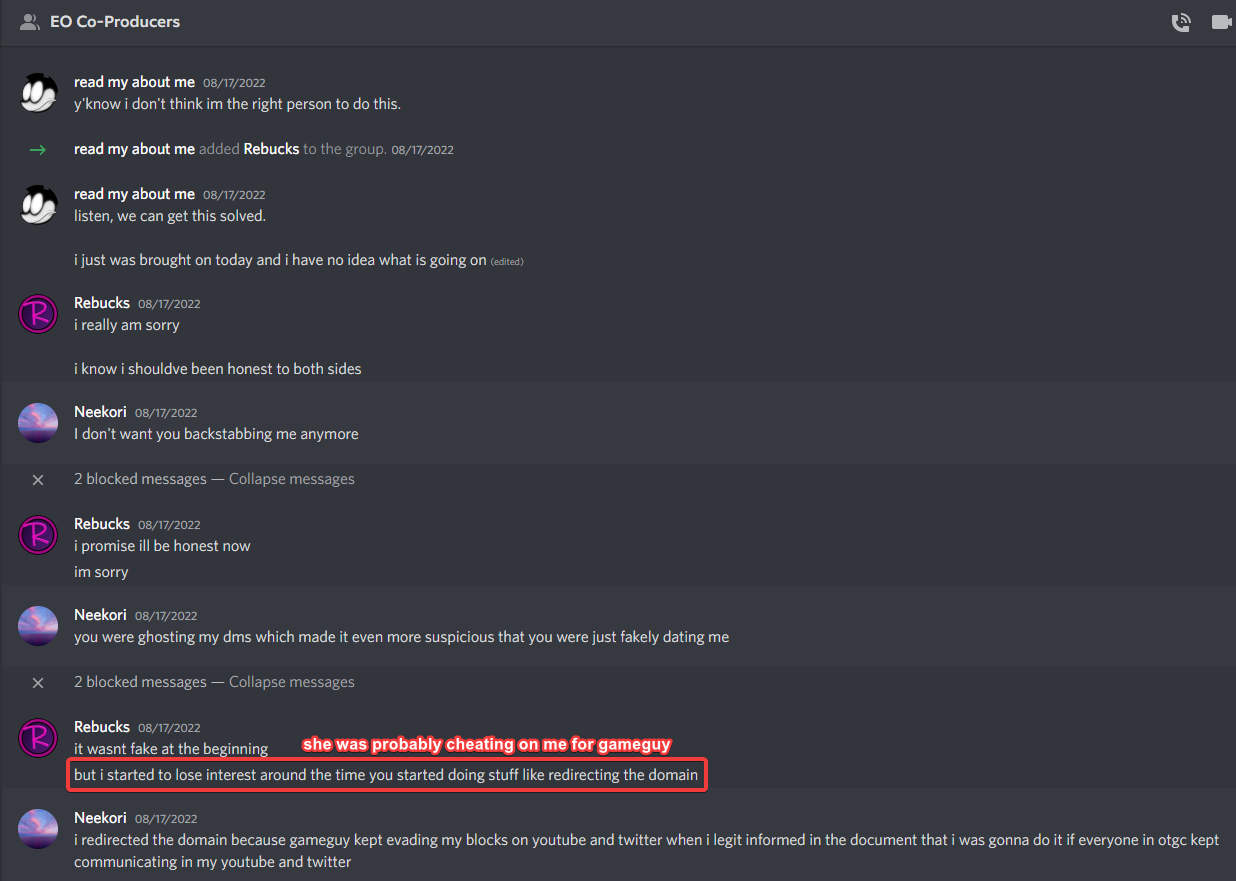 EO Co-Producers
read my about me 08/17/2022
y'know i don't think im the right person to do this.
read my about me added Rebucks to the group. 08/17/2022
read my about me 08/17/2022
listen, we can get this solved.
i just was brought on today and i have no idea what is going on (edited)
R
Rebucks 08/17/2022
i really am sorry
i know i shouldve been honest to both sides
Neekori 08/17/2022
I don't want you backstabbing me anymore
2 blocked messages — Collapse messages
R
Rebucks 08/17/2022
i promise ill be honest now
im sorry
Neekori 08/17/2022
you were ghosting my dms which made it even more suspicious that you were just fakely dating me
2 blocked messages — Collapse messages
R
Rebucks 08/17/2022
it wasnt fake at the beginning she was probably cheating on me for gameguy
but i started to lose interest around the time you started doing stuff like redirecting the domain
Neekori 08/17/2022
i redirected the domain because gameguy kept evading my blocks on youtube and twitter when i legit informed in the document that i was gonna do it if everyone in otgc kept
communicating in my youtube and twitter